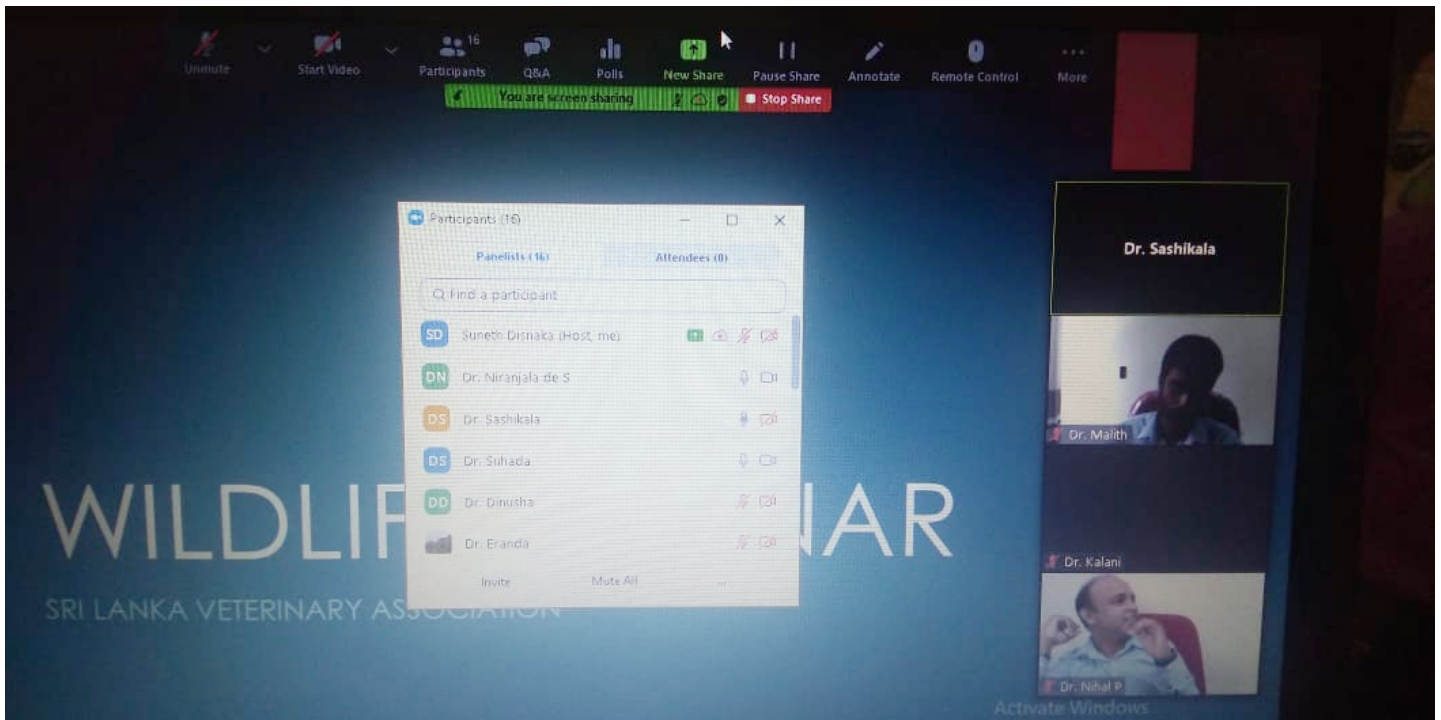 16
Unmute
Start Video
Participants
Q&A
Polls
New Share
Pause Share
Annotate
Remote Control
More
You are screen sharing
Stop Share
Participants (16)
Panelists (16)
Attendees (0)
Find a participant
SD Suneth Disnaka (Host, me)
DN Dr. Niranjala de S
DS Dr. Sashikala
DS Dr. Suhada
DD Dr. Dinusha
Dr. Eranda
Invite
Mute All
...
WILDLIF
NAR
SRI LANKA VETERINARY ASSOCIATION
Dr. Sashikala
Dr. Malith
Dr. Kalani
Dr. Nihal P
Activate Windows